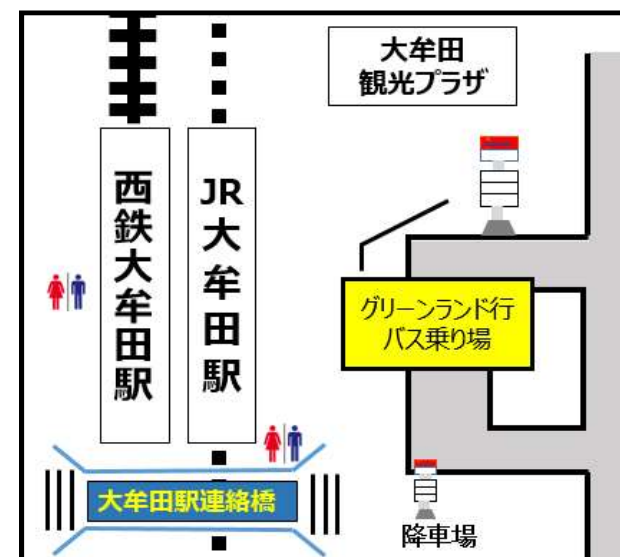 大牟田
観光プラザ
西鉄大牟田駅
JR大牟田駅
グリーンランド行
バス乗り場
大牟田駅連絡橋
降車場